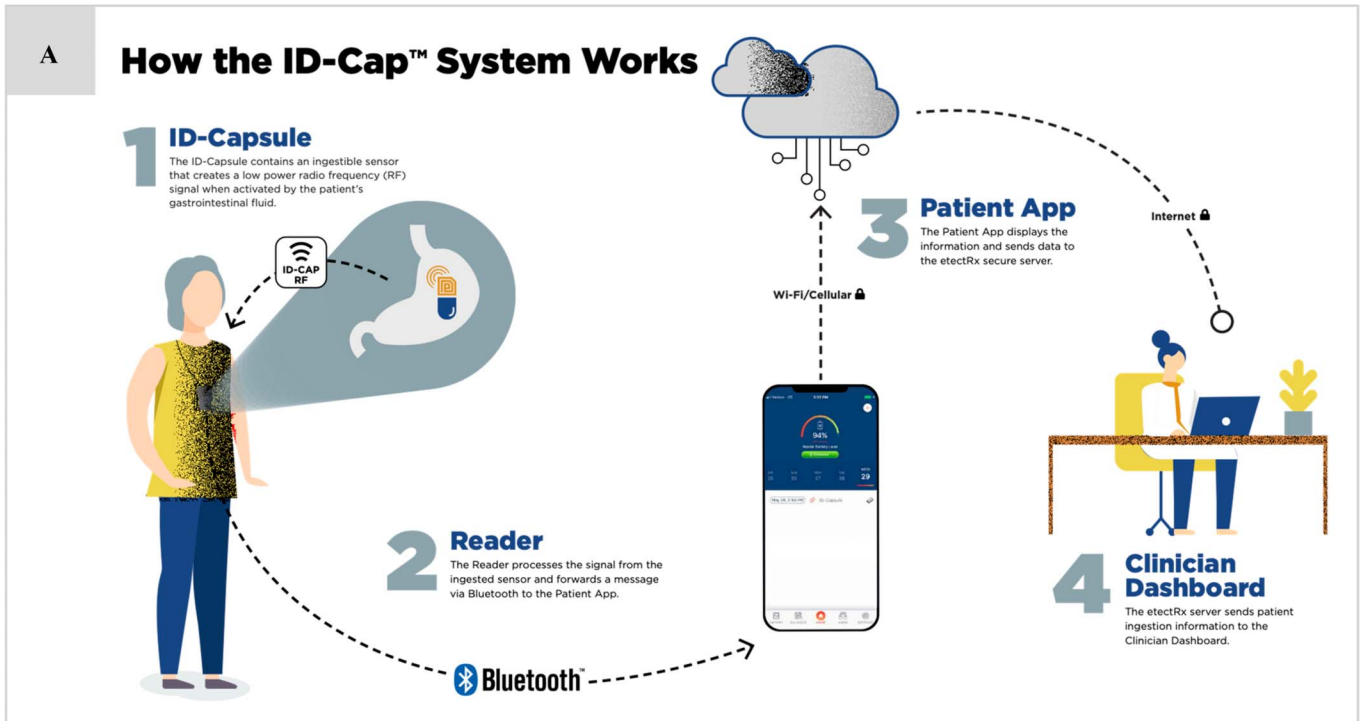 A
How the ID-Cap™ System Works
1
ID-Capsule
The ID-Capsule contains an ingestible sensor
that creates a low power radio frequency (RF)
signal when activated by the patient's
gastrointestinal fluid.
ID-CAP
RF
2
Reader
The Reader processes the signal from the
ingested sensor and forwards a message
via Bluetooth to the Patient App.
Bluetooth™
3
Patient App
The Patient App displays the
information and sends data to
the etectRx secure server.
Wi-Fi/Cellular
94%
Reader Battery Level
29
ID-Capsule
Internet
4
Clinician
Dashboard
The etectRx server sends patient
ingestion information to the
Clinician Dashboard.